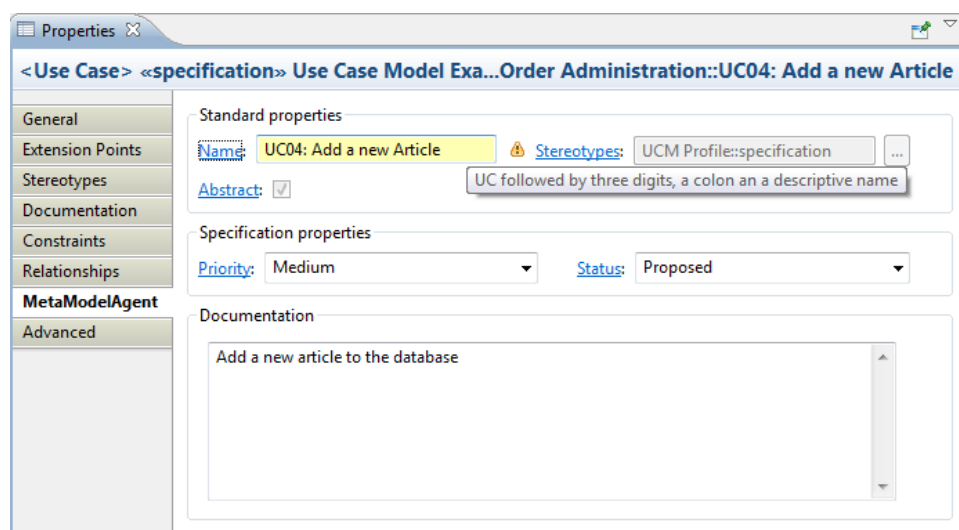 Properties
<Use Case> «specification» Use Case Model Exa...Order Administration::UC04: Add a new Article
General
Extension Points
Stereotypes
Documentation
Constraints
Relationships
MetaModelAgent
Advanced
Standard properties
Name: UC04: Add a new Article Stereotypes: UCM Profile::specification ...
UC followed by three digits, a colon an a descriptive name
Abstract:
Specification properties
Priority: Medium Status: Proposed
Documentation
Add a new article to the database